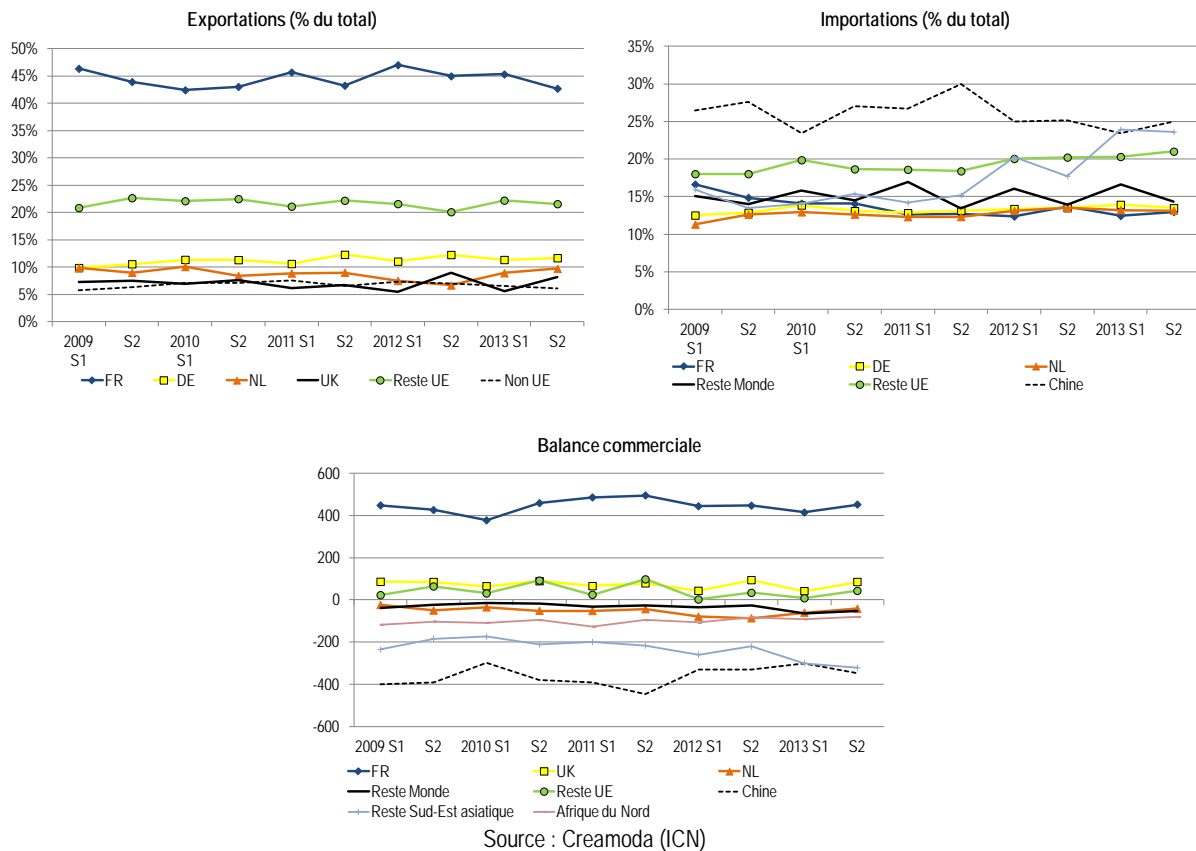 Exportations (% du total)
50%
45%
40%
35%
30%
25%
20%
15%
10%
5%
0%
2009 S1 S2 2010 S1 S2 2011 S1 S2 2012 S1 S2 2013 S1 S2
FR DE NL UK Reste UE Non UE
Importations (% du total)
35%
30%
25%
20%
15%
10%
5%
0%
2009 S1 S2 2010 S1 S2 2011 S1 S2 2012 S1 S2 2013 S1 S2
FR DE NL
Reste Monde Reste UE Chine
Balance commerciale
600
400
200
0
-200
-400
-600
2009 S1 S2 2010 S1 S2 2011 S1 S2 2012 S1 S2 2013 S1 S2
FR UK NL
Reste Monde Reste UE Chine
Reste Sud-Est asiatique Afrique du Nord
Source : Creamoda (ICN)